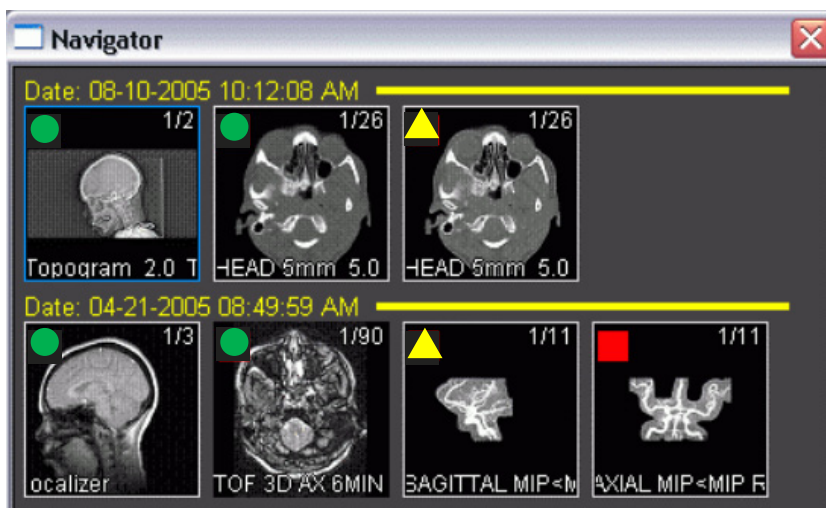 Navigator
Date: 08-10-2005 10:12:08 AM
1/2
1/26
1/26
Topogram 2.0 T
HEAD 5mm 5.0
HEAD 5mm 5.0
Date: 04-21-2005 08:49:59 AM
1/3
1/90
1/11
1/11
ocalizer
TOF 3D AX 6MIN
SAGITTAL MIP<M
AXIAL MIP<MIP R